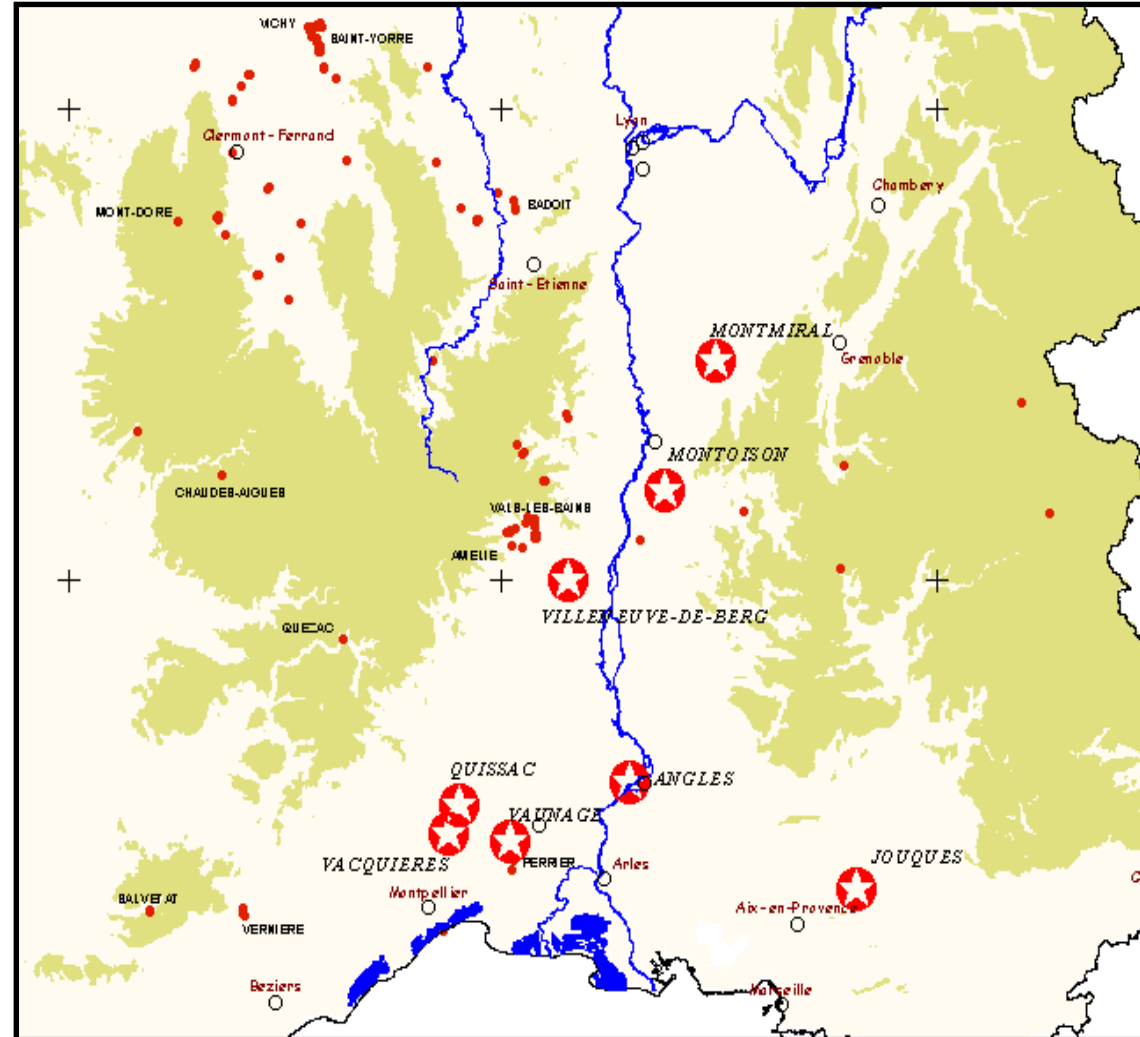 VICHY
SAINT-YORRE
Clermont-Ferrand
Lyon
Chambery
MONT-DORE
BADOIT
Saint-Etienne
MONTMIRAL
Grenoble
MONTOISON
CHAUDES-AIGUES
VALS-LES-BAINS
AMELIE
VILLENEUVE-DE-BERG
QUEZAC
QUISSAC
ANGLES
VAUNAGE
VACQUIERES
PERRIER
JOUQUES
Arles
SALVETAT
Montpellier
Aix-en-Provence
VERNIERE
Beziers
Marseille